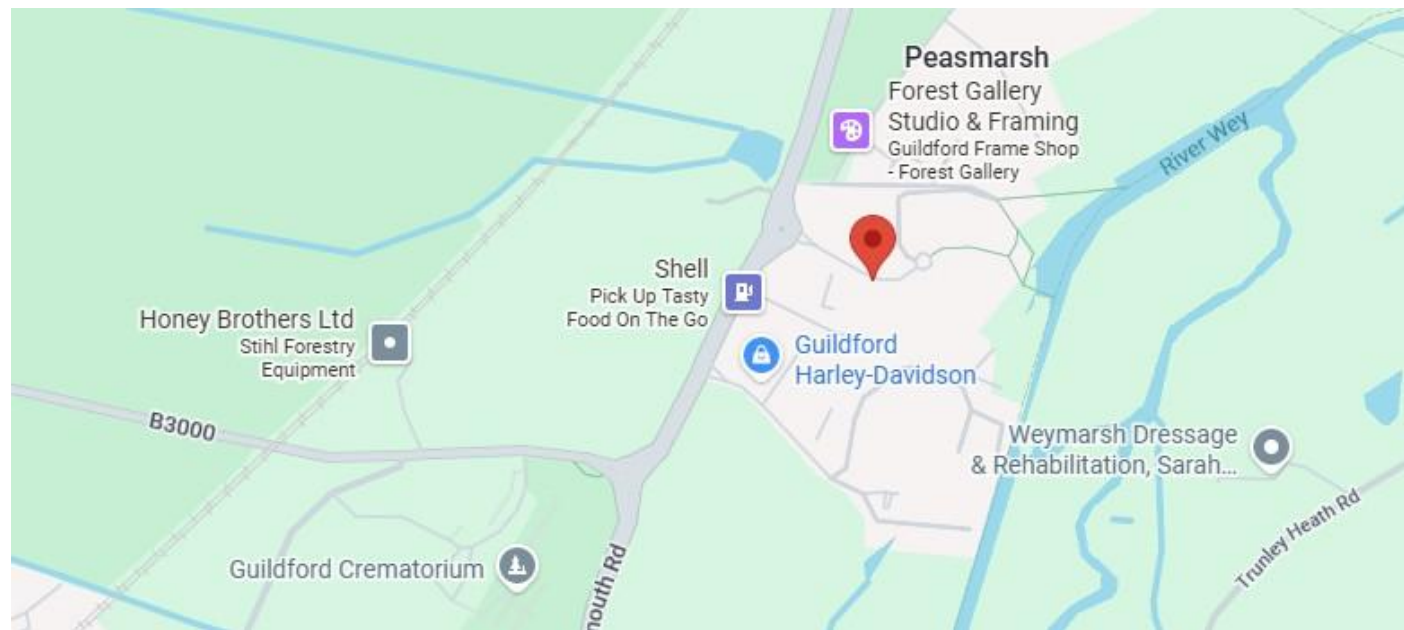 Peasmarsh
Forest Gallery
Studio & Framing
Guildford Frame Shop
- Forest Gallery
River Wey
Shell
Pick Up Tasty
Food On The Go
Honey Brothers Ltd
Stihl Forestry
Equipment
Guildford
Harley-Davidson
B3000
Weymarsh Dressage
& Rehabilitation, Sarah...
Trunley Heath Rd
Guildford Crematorium
mouth Rd